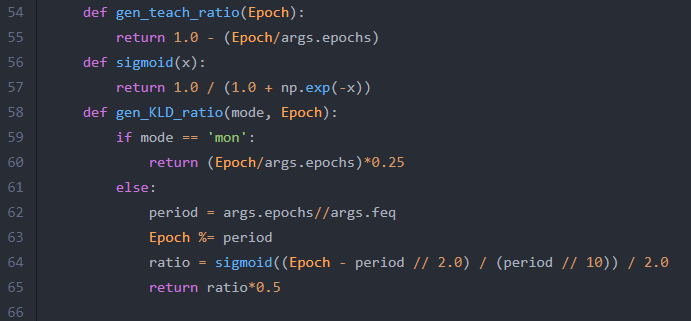 54 def gen_teach_ratio(Epoch):
55 return 1.0 - (Epoch/args.epochs)
56 def sigmoid(x):
57 return 1.0 / (1.0 + np.exp(-x))
58 def gen_KLD_ratio(mode, Epoch):
59 if mode == 'mon':
60 return (Epoch/args.epochs)*0.25
61 else:
62 period = args.epochs//args.feq
63 Epoch %= period
64 ratio = sigmoid((Epoch - period // 2.0) / (period // 10)) / 2.0
65 return ratio*0.5
66